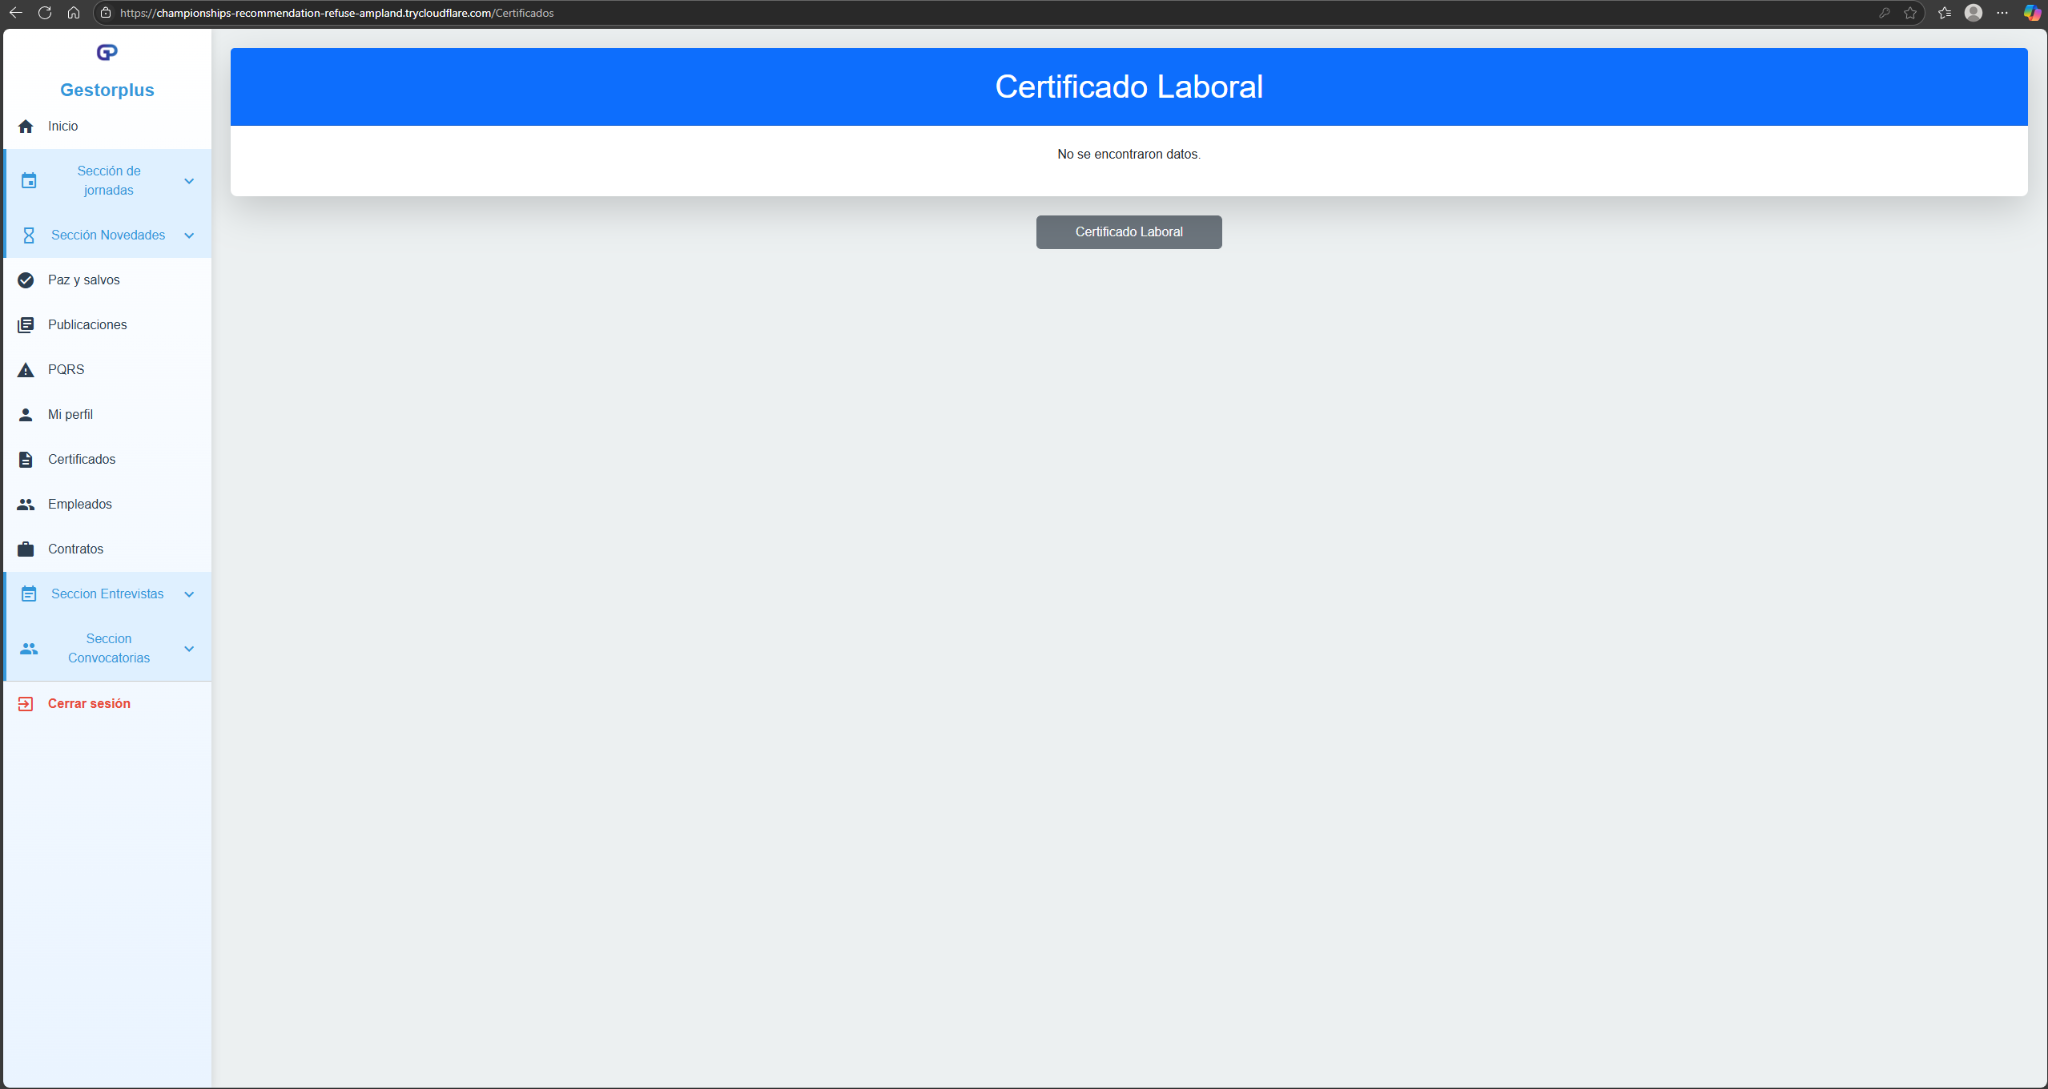 https://championships-recommendation-refuse-ampland.trycloudflare.com/Certificados
GP
Gestorplus
Inicio
Sección de
jornadas
Sección Novedades
Paz y salvos
Publicaciones
PQRS
Mi perfil
Certificados
Empleados
Contratos
Seccion Entrevistas
Seccion
Convocatorias
Cerrar sesión
Certificado Laboral
No se encontraron datos.
Certificado Laboral